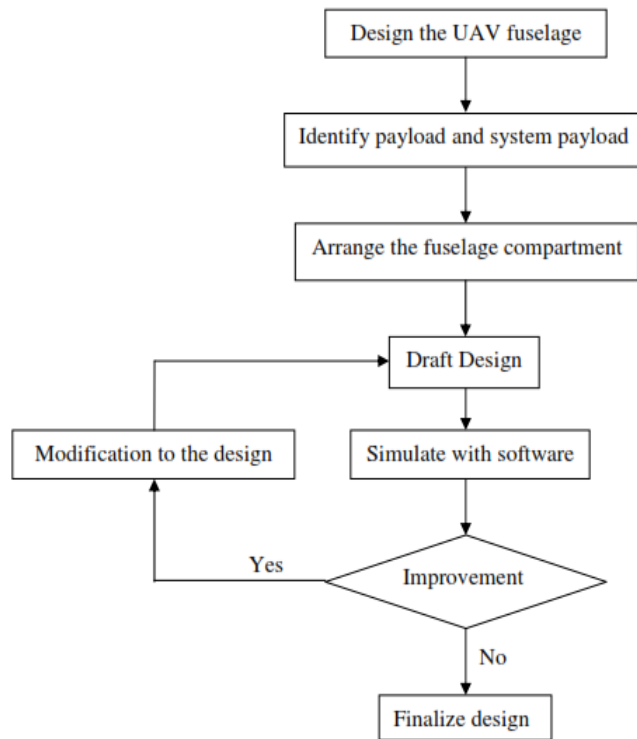 Design the UAV fuselage
Identify payload and system payload
Arrange the fuselage compartment
Draft Design
Modification to the design
Simulate with software
Yes
Improvement
No
Finalize design